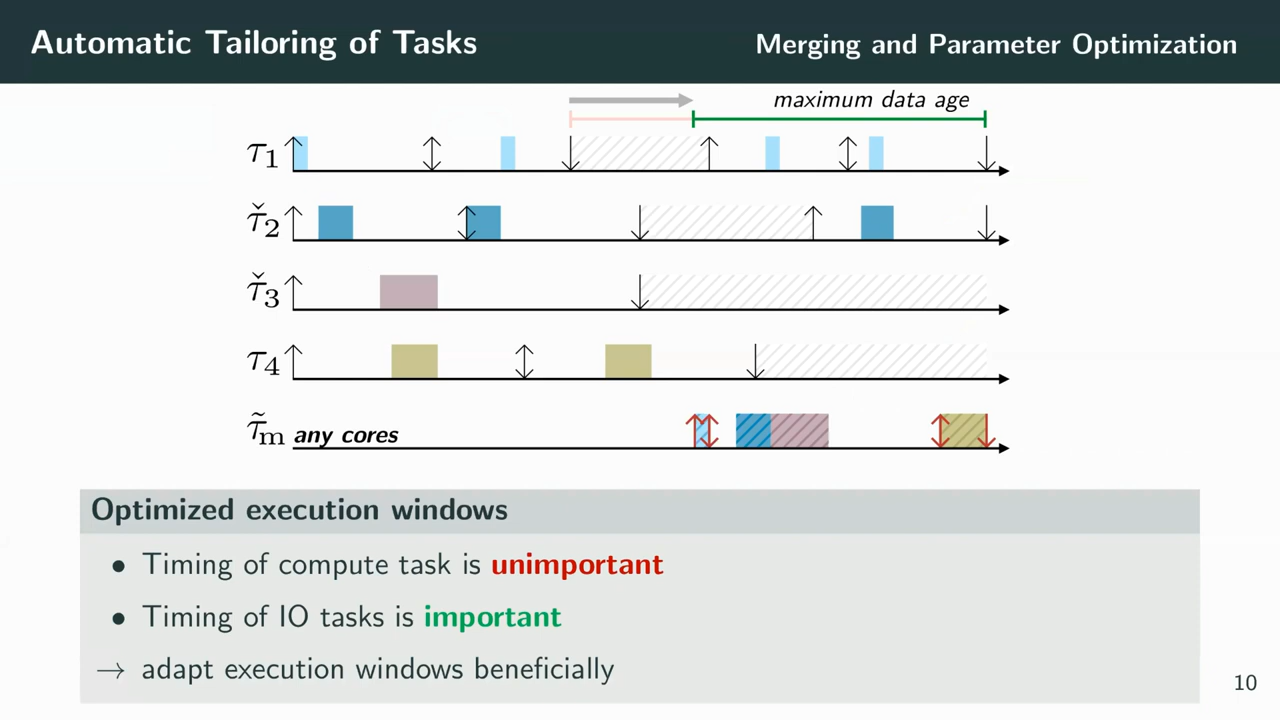 Automatic Tailoring of Tasks
Merging and Parameter Optimization
maximum data age
τ1
τ̌2
τ̌3
τ4
τ̃m any cores
Optimized execution windows
• Timing of compute task is unimportant
• Timing of IO tasks is important
→ adapt execution windows beneficially
10